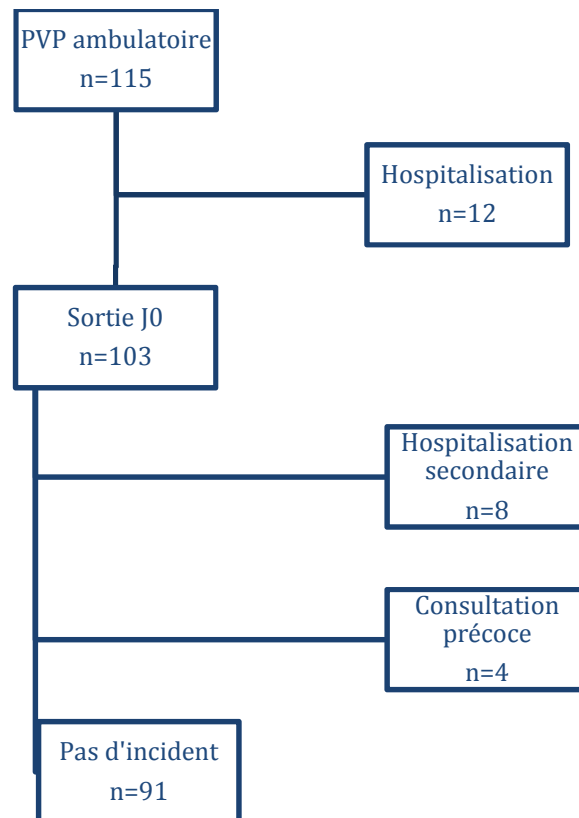 PVP ambulatoire
n=115
Hospitalisation
n=12
Sortie J0
n=103
Hospitalisation
secondaire
n=8
Consultation
précoce
n=4
Pas d'incident
n=91